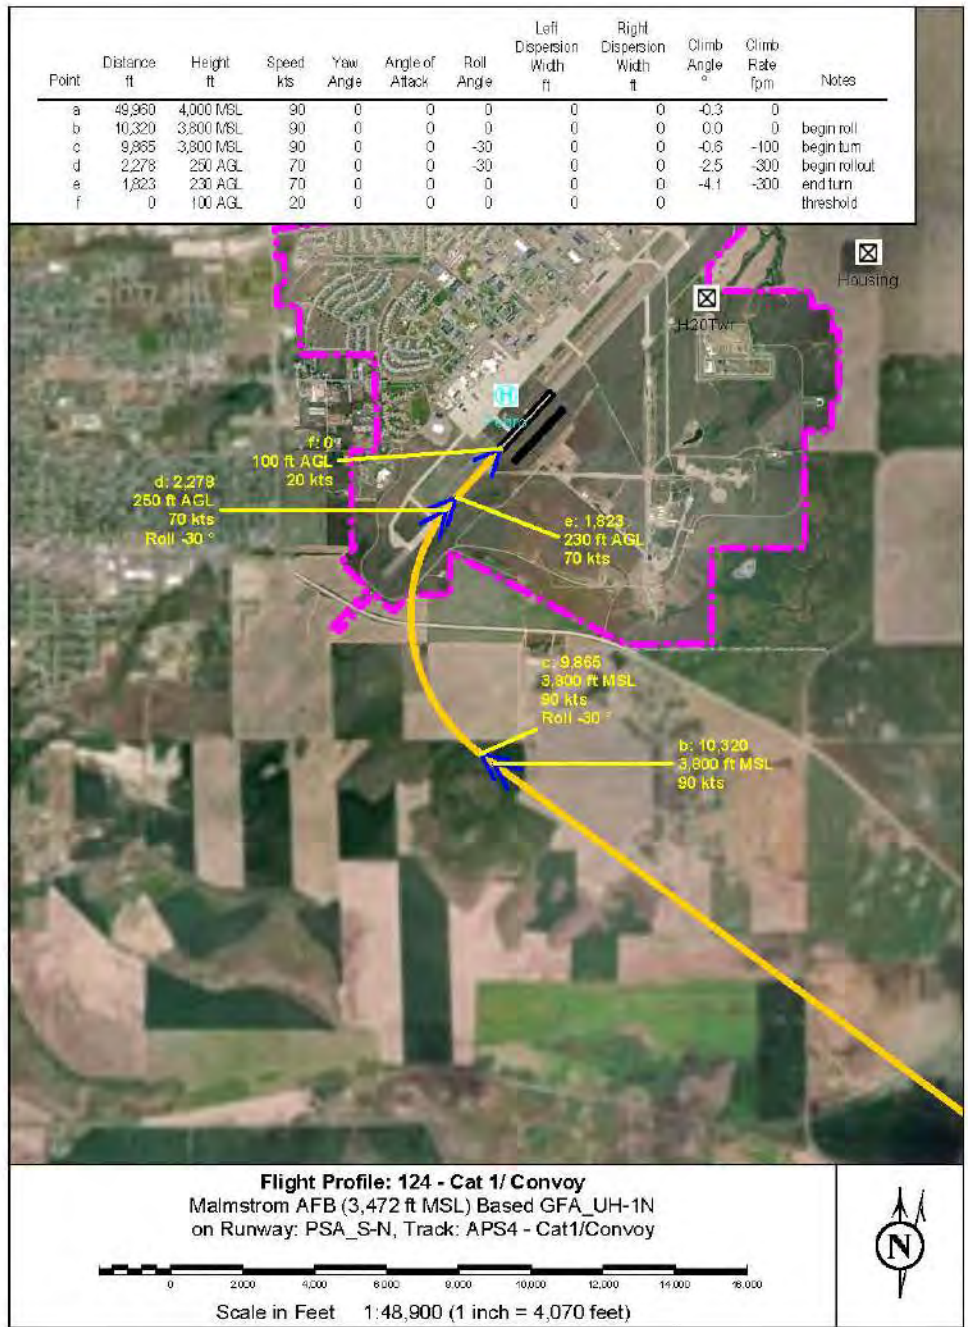 Point Distance ft Height ft Speed kts Yaw Angle Angle of Attack Roll Angle Left Dispersion Width ft Right Dispersion Width ft Climb Angle ° Climb Rate fpm Notes
a 49,960 4,000 MSL 90 0 0 0 0 0 -0.3 0
b 10,320 3,800 MSL 90 0 0 0 0 0 0.0 0 begin roll
c 9,865 3,800 MSL 90 0 0 -30 0 0 -0.6 -100 begin turn
d 2,278 250 AGL 70 0 0 -30 0 0 -2.5 -300 begin rollout
e 1,823 230 AGL 70 0 0 0 0 0 -4.1 -300 end turn
f 0 100 AGL 20 0 0 0 0 0 threshold
Housing
H20Twr
H
f: 0
100 ft AGL
20 kts
d: 2,278
250 ft AGL
70 kts
Roll -30 °
e: 1,823
230 ft AGL
70 kts
c: 9,865
3,800 ft MSL
90 kts
Roll -30 °
b: 10,320
3,800 ft MSL
90 kts
Flight Profile: 124 - Cat 1/ Convoy
Malmstrom AFB (3,472 ft MSL) Based GFA_UH-1N
on Runway: PSA_S-N, Track: APS4 - Cat1/Convoy
N
0 2,000 4,000 6,000 8,000 10,000 12,000 14,000 16,000
Scale in Feet 1:48,900 (1 inch = 4,070 feet)